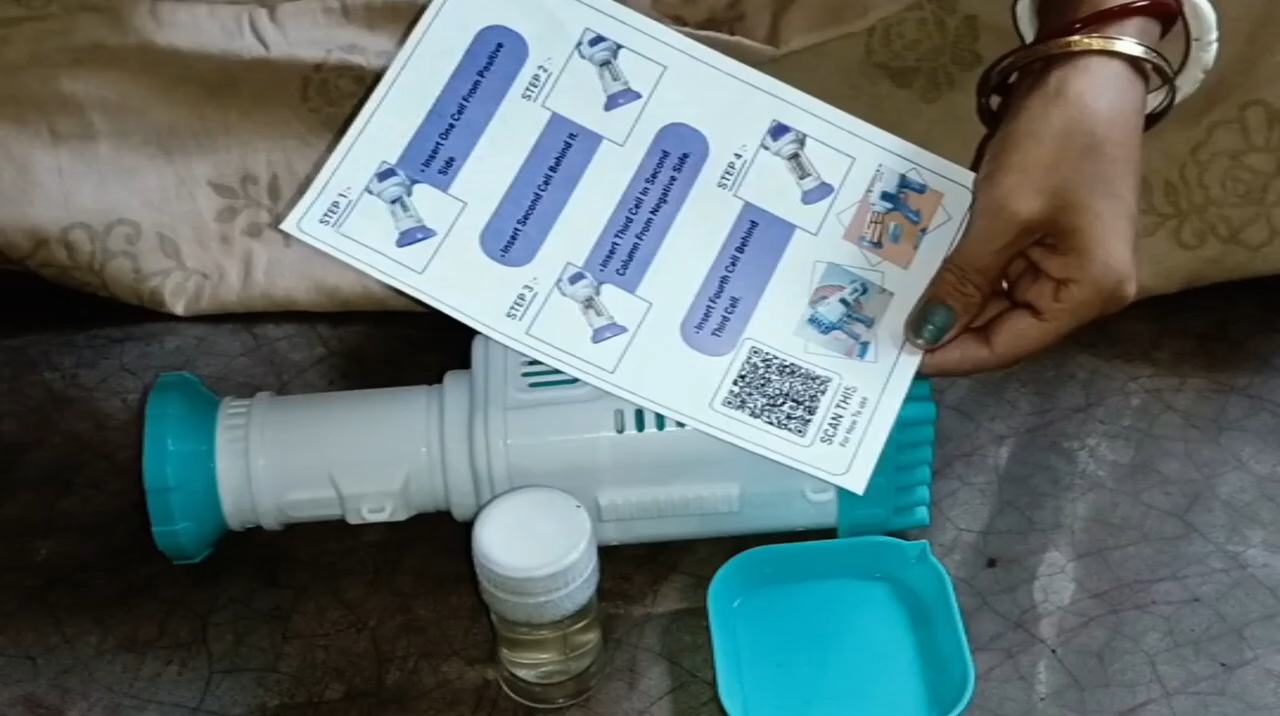 STEP 1:-
• Insert One Cell From Positive
Side
STEP 2:-
• Insert Second Cell Behind It.
STEP 3:-
• Insert Third Cell In Second
Column From Negative Side.
STEP 4:-
• Insert Fourth Cell Behind
Third Cell.
SCAN THIS
For How To use